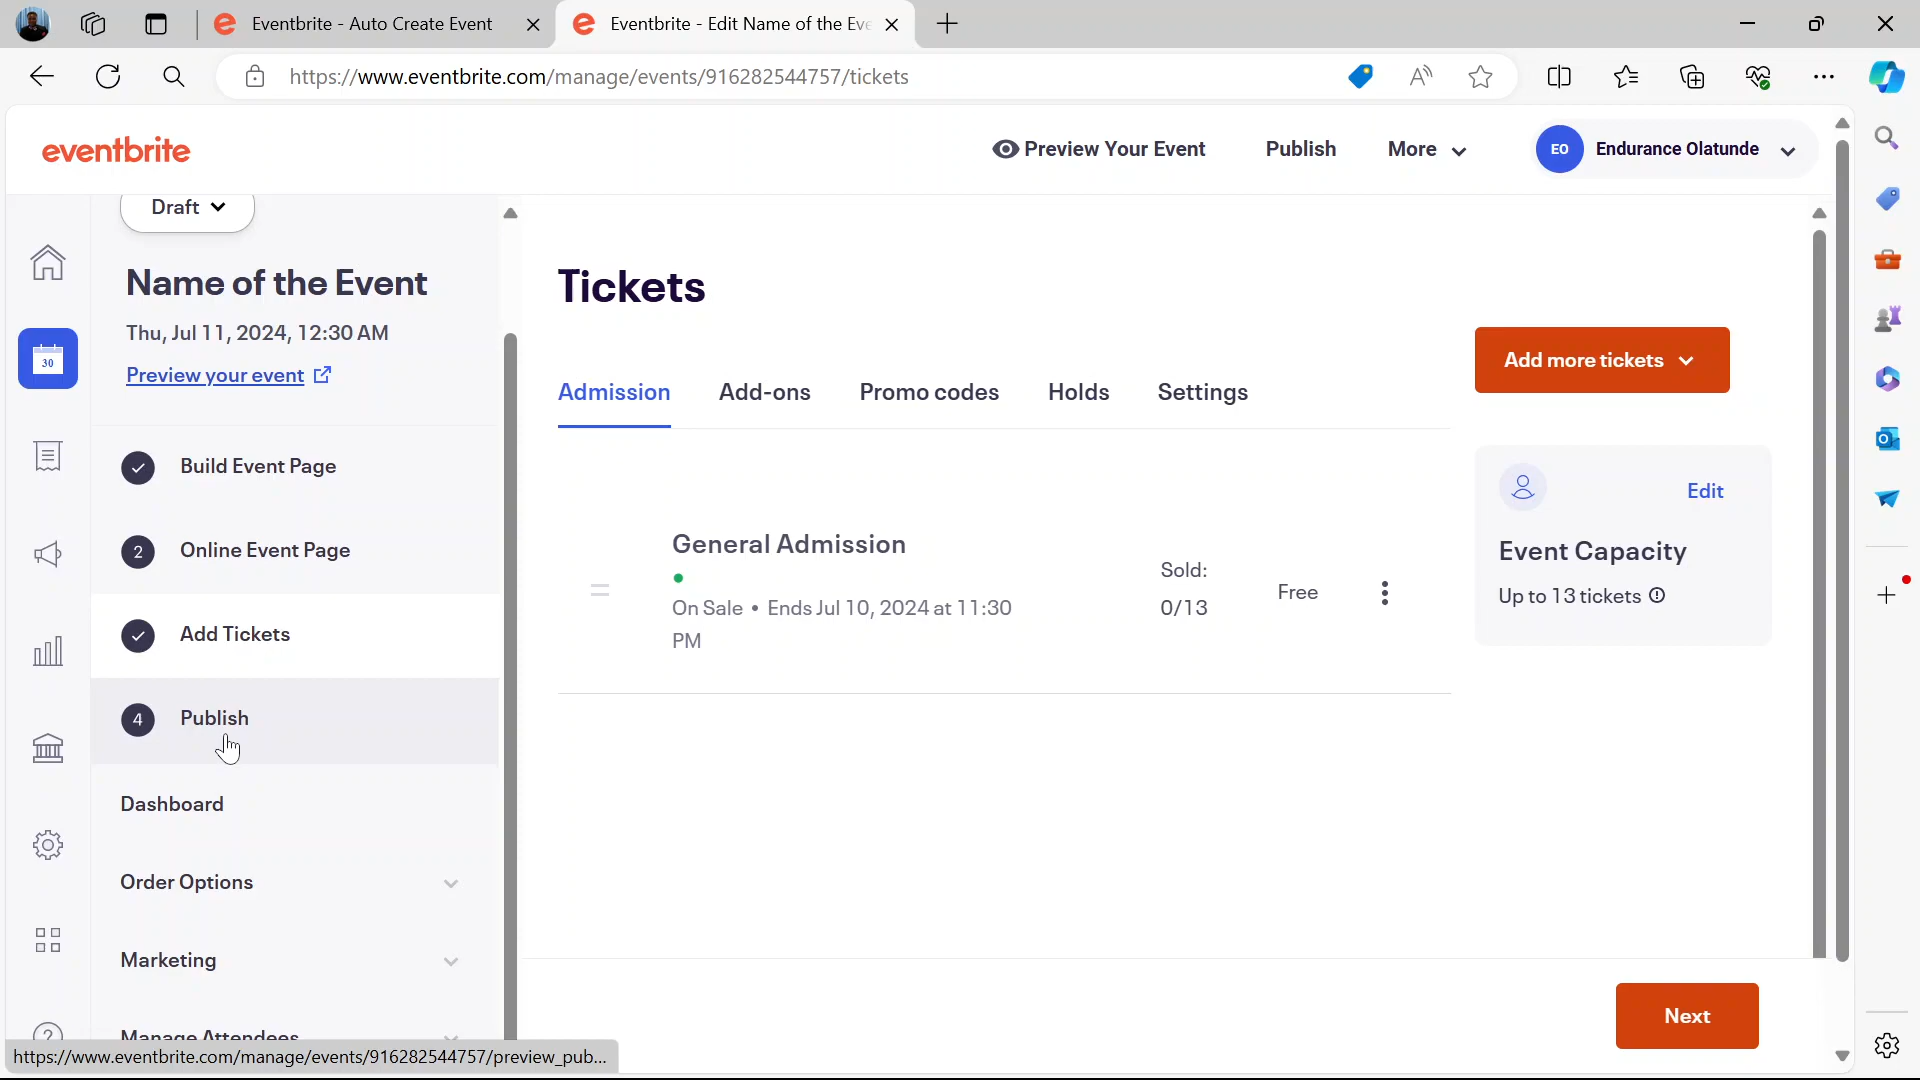 Eventbrite - Auto Create Event
Eventbrite - Edit Name of the Eve
https://www.eventbrite.com/manage/events/916282544757/tickets
eventbrite
Preview Your Event
Publish
More
EO
Endurance Olatunde
Draft
Name of the Event
Thu, Jul 11, 2024, 12:30 AM
Preview your event
30
Build Event Page
2
Online Event Page
Add Tickets
4
Publish
Dashboard
Order Options
Marketing
Manage Attendees
https://www.eventbrite.com/manage/events/916282544757/preview_pub...
Tickets
Admission
Add-ons
Promo codes
Holds
Settings
Add more tickets
General Admission
On Sale • Ends Jul 10, 2024 at 11:30
PM
Sold:
0/13
Free
Edit
Event Capacity
Up to 13 tickets
Next